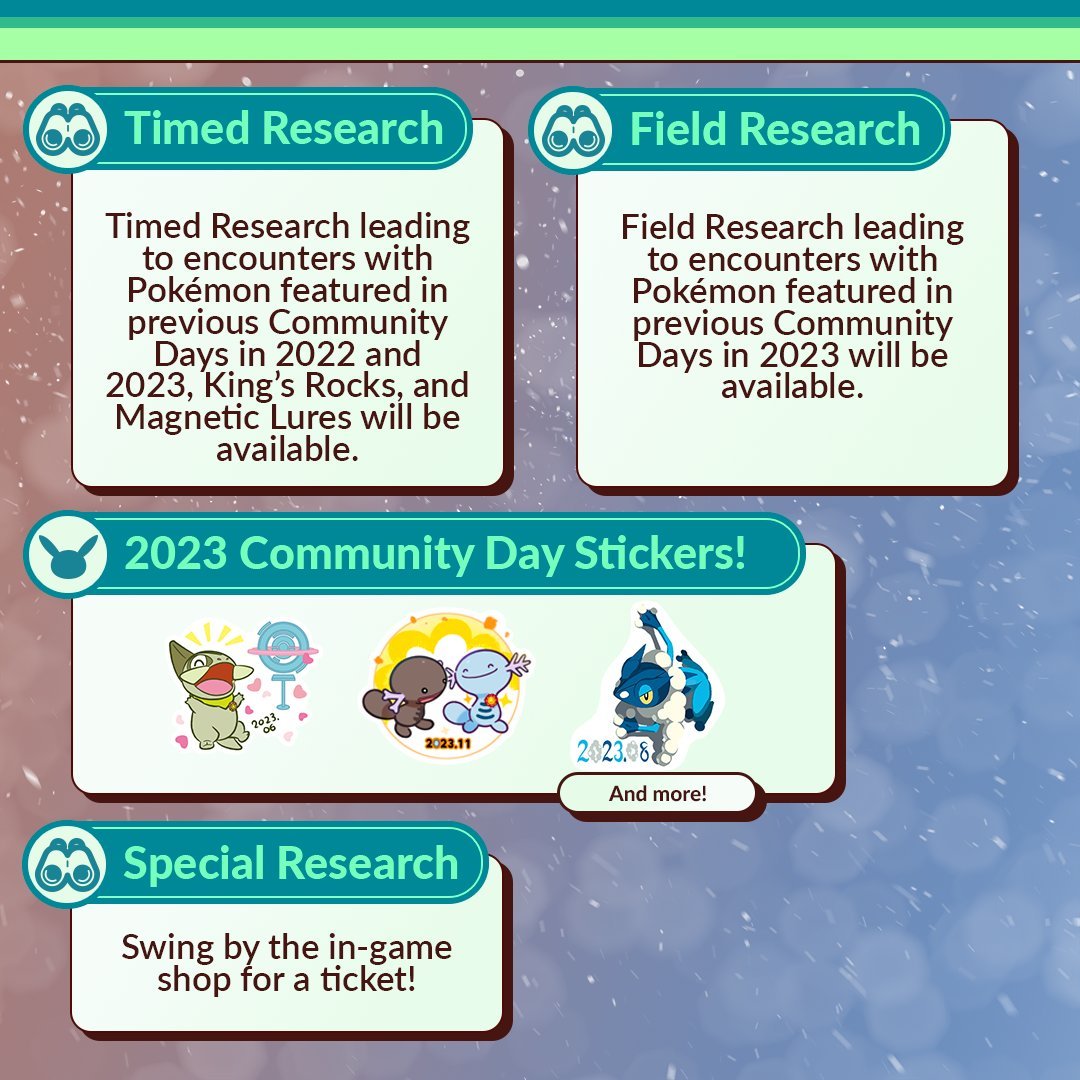 Timed Research
Timed Research leading
to encounters with
Pokémon featured in
previous Community
Days in 2022 and
2023, King's Rocks, and
Magnetic Lures will be
available.
Field Research
Field Research leading
to encounters with
Pokémon featured in
previous Community
Days in 2023 will be
available.
2023 Community Day Stickers!
2023.
06
2023.11
2023.08
And more!
Special Research
Swing by the in-game
shop for a ticket!